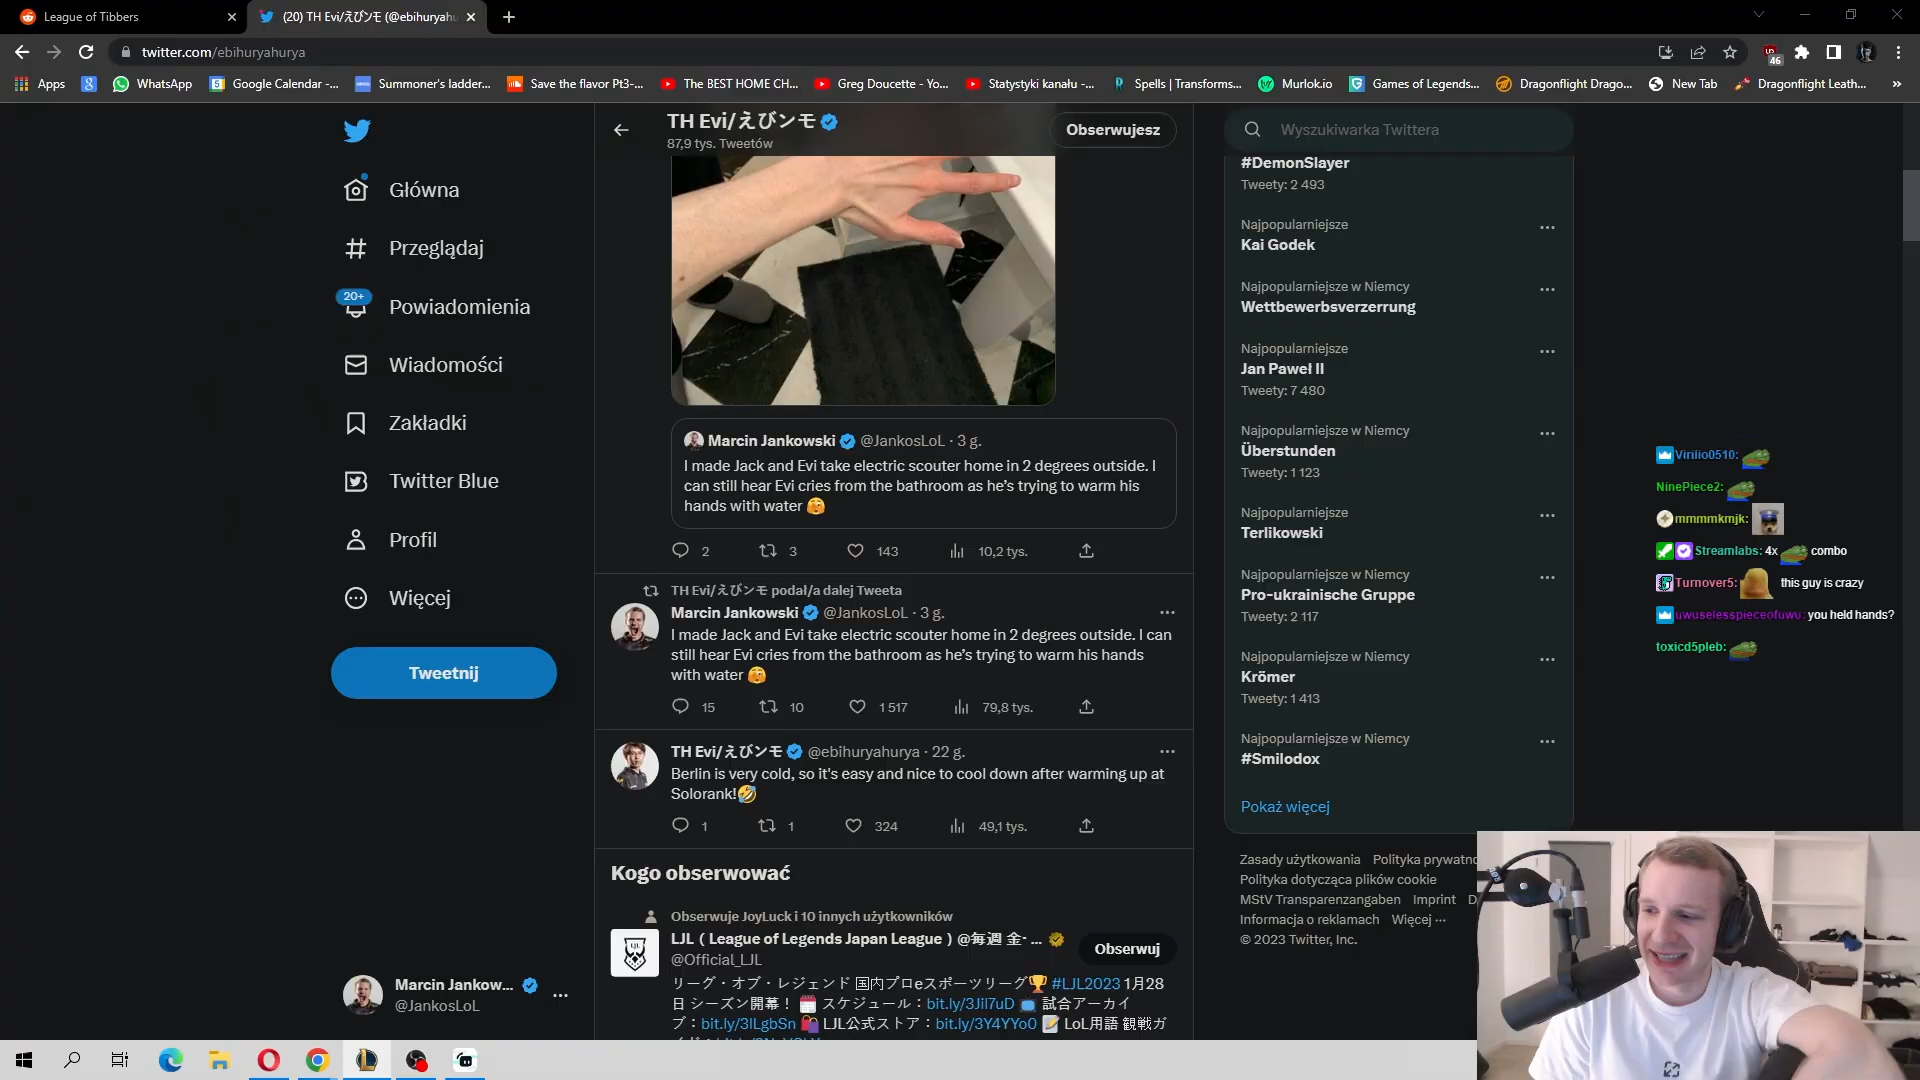 League of Tibbers
(20) TH Evi/えびンモ (@ebihuryahu
twitter.com/ebihuryahurya
46
Apps
WhatsApp
Google Calendar -...
Summoner's ladder...
Save the flavor Pt3-...
The BEST HOME CH...
Greg Doucette - Yo...
Statystyki kanału -...
Spells | Transforms...
Murlok.io
Games of Legends...
Dragonflight Drago...
New Tab
Dragonflight Leath...
Główna
Przeglądaj
20+
Powiadomienia
Wiadomości
Zakładki
Twitter Blue
Profil
Więcej
Tweetnij
Marcin Jankow...
@JankosLoL
TH Evi/えびンモ
87,9 tys. Tweetów
Obserwujesz
Marcin Jankowski @JankosLoL · 3 g.
I made Jack and Evi take electric scouter home in 2 degrees outside. I
can still hear Evi cries from the bathroom as he's trying to warm his
hands with water
2 3 143 10,2 tys.
TH Evi/えびンモ podał/a dalej Tweeta
Marcin Jankowski @JankosLoL · 3 g.
I made Jack and Evi take electric scouter home in 2 degrees outside. I can
still hear Evi cries from the bathroom as he's trying to warm his hands
with water
15 10 1 517 79,8 tys.
TH Evi/えびンモ @ebihuryahurya · 22 g.
Berlin is very cold, so it's easy and nice to cool down after warming up at
Solorank!
1 1 324 49,1 tys.
Kogo obserwować
Obserwuje JoyLuck i 10 innych użytkowników
LJL ( League of Legends Japan League ) @毎週 金- ...
@Official_LJL
Obserwuj
リーグ・オブ・レジェンド 国内プロeスポーツリーグ #LJL2023 1月28
日 シーズン開幕！ スケジュール：bit.ly/3Jil7uD 試合アーカイ
ブ：bit.ly/3lLgbSn LJL公式ストア：bit.ly/3Y4YYo0 LoL用語 観戦ガ
Wyszukiwarka Twittera
#DemonSlayer
Tweety: 2 493
Najpopularniejsze
Kai Godek
Najpopularniejsze w Niemcy
Wettbewerbsverzerrung
Najpopularniejsze
Jan Paweł II
Tweety: 7 480
Najpopularniejsze w Niemcy
Überstunden
Tweety: 1 123
Najpopularniejsze
Terlikowski
Najpopularniejsze w Niemcy
Pro-ukrainische Gruppe
Tweety: 2 117
Najpopularniejsze w Niemcy
Krömer
Tweety: 1 413
Najpopularniejsze w Niemcy
#Smilodox
Pokaż więcej
Zasady użytkowania Polityka prywatno
Polityka dotycząca plików cookie
MStV Transparenzangaben Imprint D
Informacja o reklamach Więcej ···
© 2023 Twitter, Inc.
Virilio0510:
NinePiece2:
mmmmkmjk:
Streamlabs: 4x combo
Turnover5: this guy is crazy
uwuselesspieceofuwu: you held hands?
toxicd5pleb: